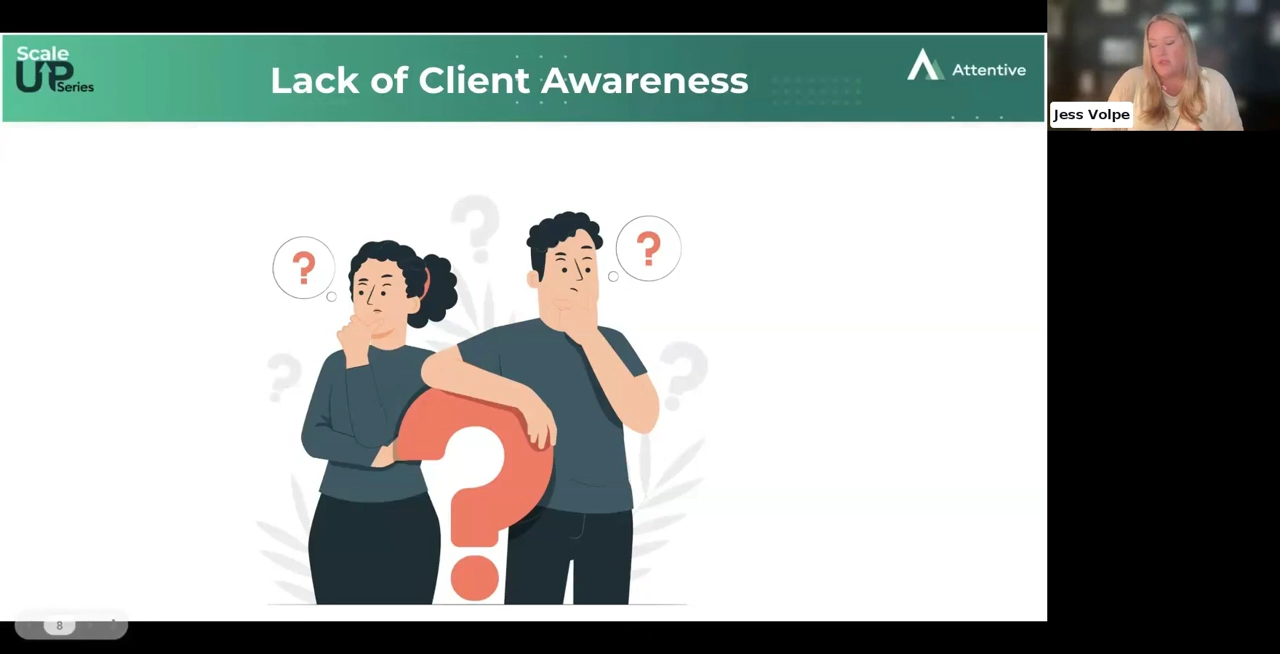 Scale
UP
Series
Lack of Client Awareness
Attentive
Jess Volpe
?
?
?
?
?
?
8